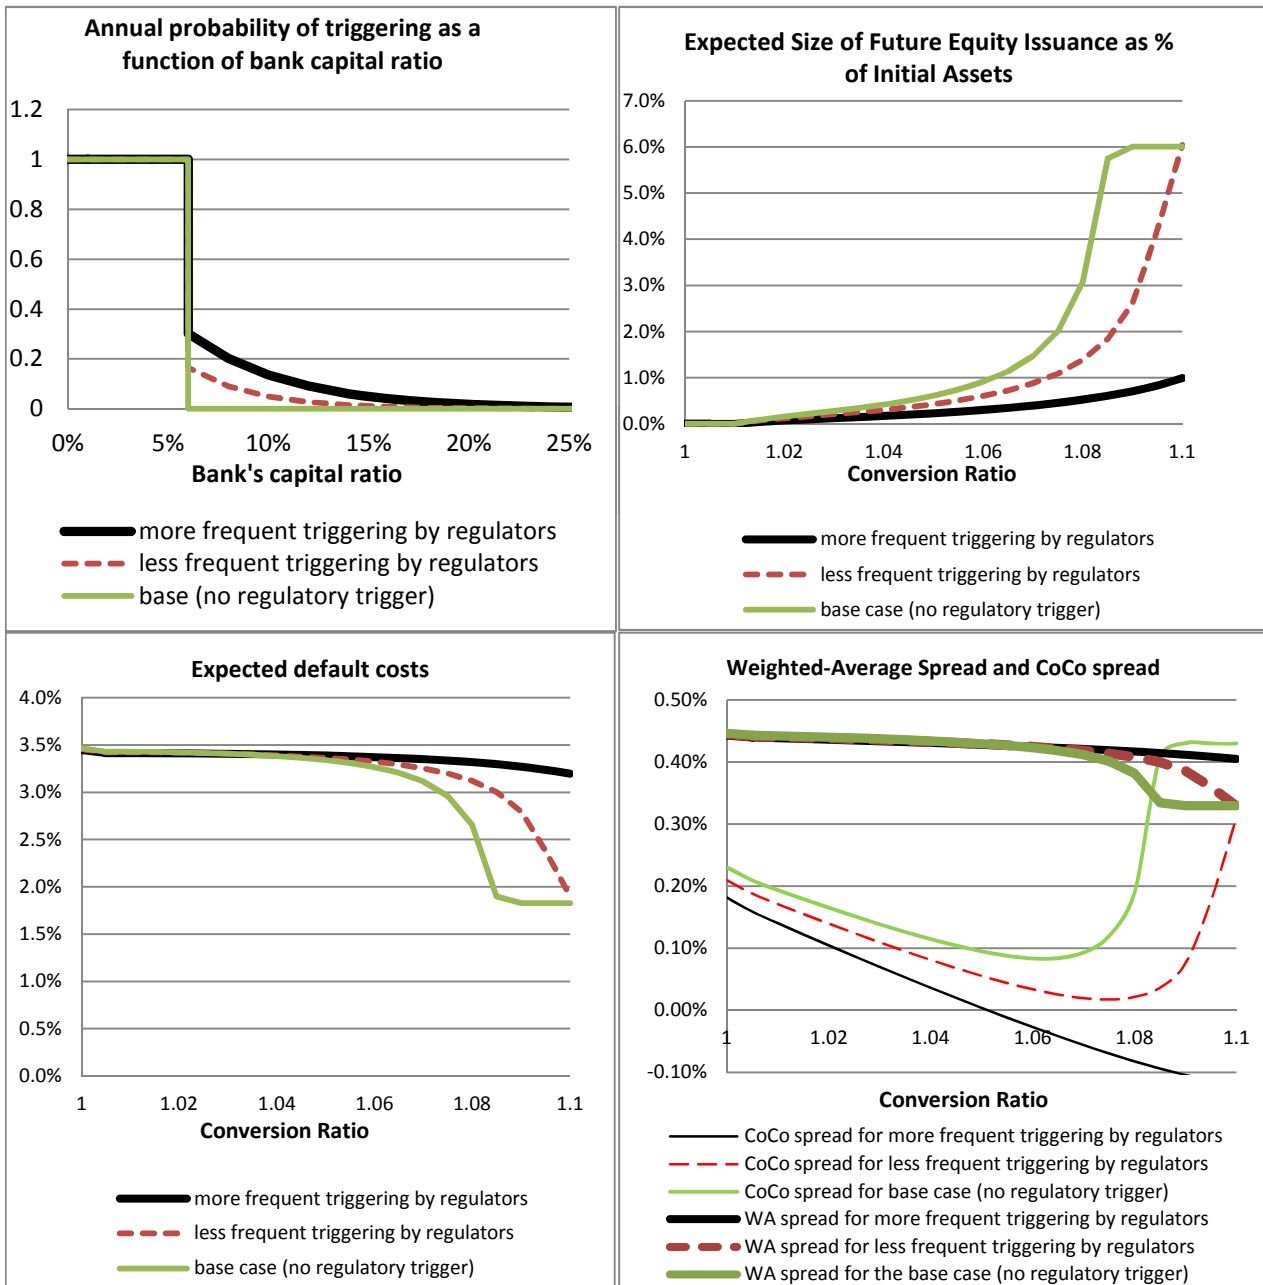 Annual probability of triggering as a
function of bank capital ratio
1.2
1
0.8
0.6
0.4
0.2
0
0% 5% 10% 15% 20% 25%
Bank's capital ratio
more frequent triggering by regulators
less frequent triggering by regulators
base (no regulatory trigger)
Expected Size of Future Equity Issuance as %
of Initial Assets
7.0%
6.0%
5.0%
4.0%
3.0%
2.0%
1.0%
0.0%
1 1.02 1.04 1.06 1.08 1.1
Conversion Ratio
more frequent triggering by regulators
less frequent triggering by regulators
base case (no regulatory trigger)
Expected default costs
4.0%
3.5%
3.0%
2.5%
2.0%
1.5%
1.0%
0.5%
0.0%
1 1.02 1.04 1.06 1.08 1.1
Conversion Ratio
more frequent triggering by regulators
less frequent triggering by regulators
base case (no regulatory trigger)
Weighted-Average Spread and CoCo spread
0.50%
0.40%
0.30%
0.20%
0.10%
0.00%
1 1.02 1.04 1.06 1.08 1.1
-0.10%
Conversion Ratio
CoCo spread for more frequent triggering by regulators
CoCo spread for less frequent triggering by regulators
CoCo spread for base case (no regulatory trigger)
WA spread for more frequent triggering by regulators
WA spread for less frequent triggering by regulators
WA spread for the base case (no regulatory trigger)